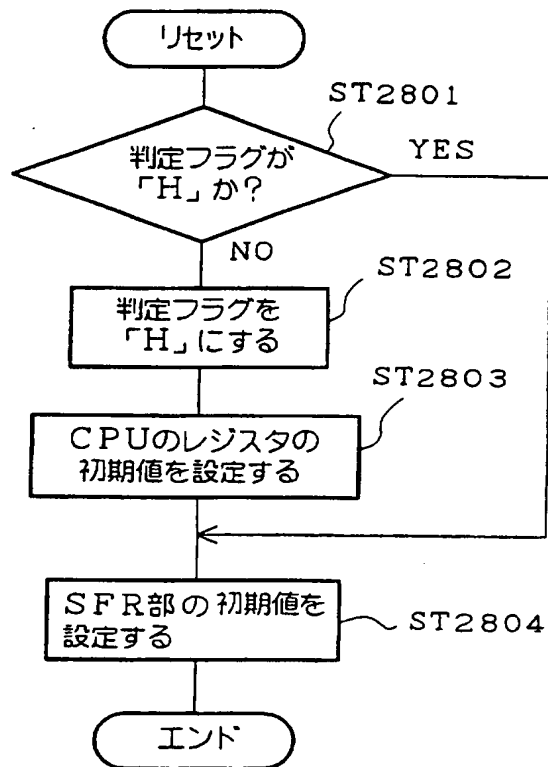 リセット
ST2801
判定フラグが
「H」か?
YES
NO
ST2802
判定フラグを
「H」にする
ST2803
CPUのレジスタの
初期値を設定する
SFR部の初期値を
設定する
ST2804
エンド